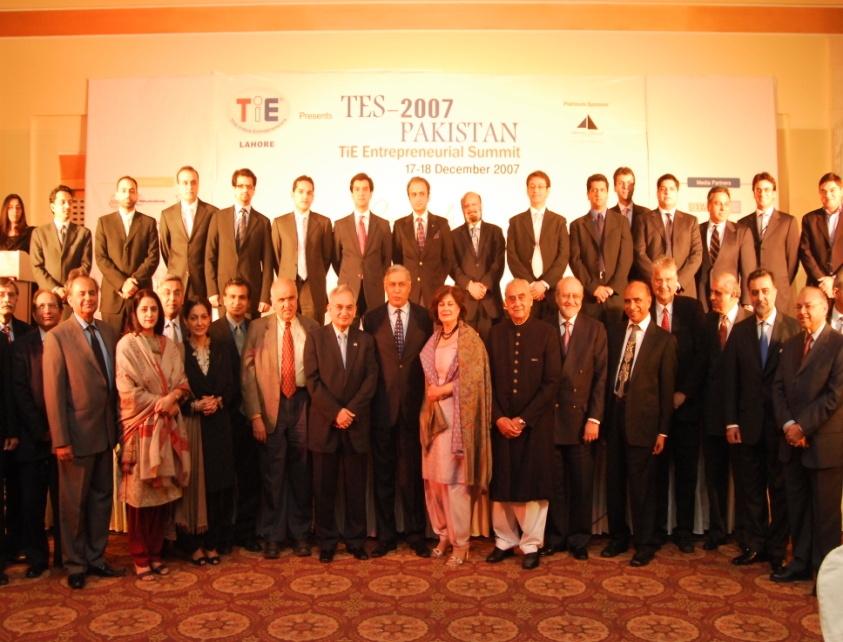 TiE
LAHORE
Presents
TES-2007
PAKISTAN
TiE Entrepreneurial Summit
17-18 December 2007
Platinum Sponsor
Media Partners